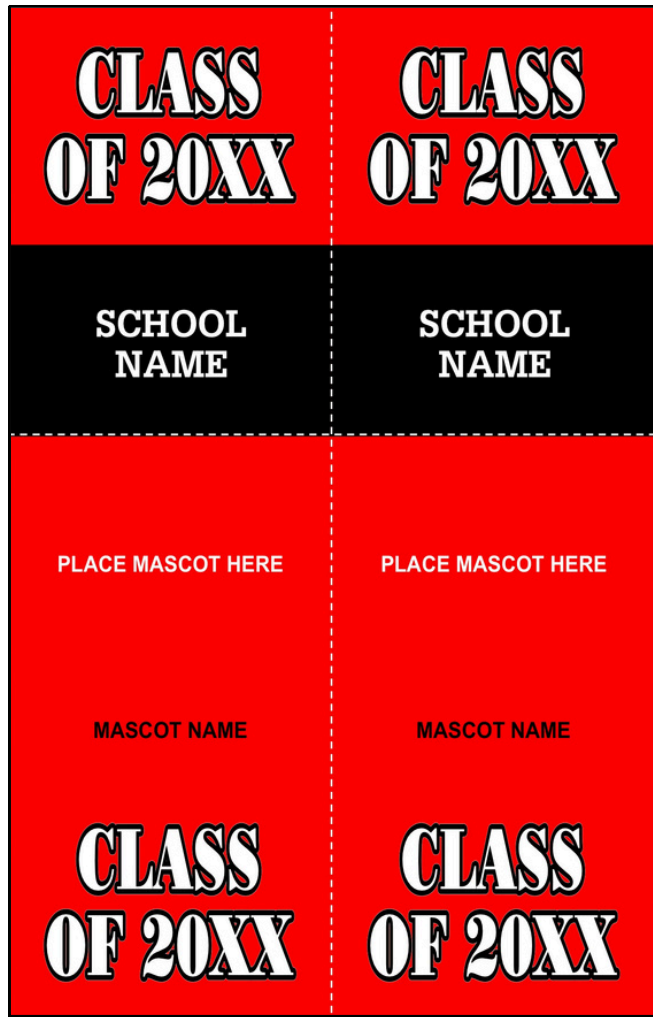 CLASS
OF 20XX
CLASS
OF 20XX
SCHOOL
NAME
SCHOOL
NAME
PLACE MASCOT HERE
PLACE MASCOT HERE
MASCOT NAME
MASCOT NAME
CLASS
OF 20XX
CLASS
OF 20XX